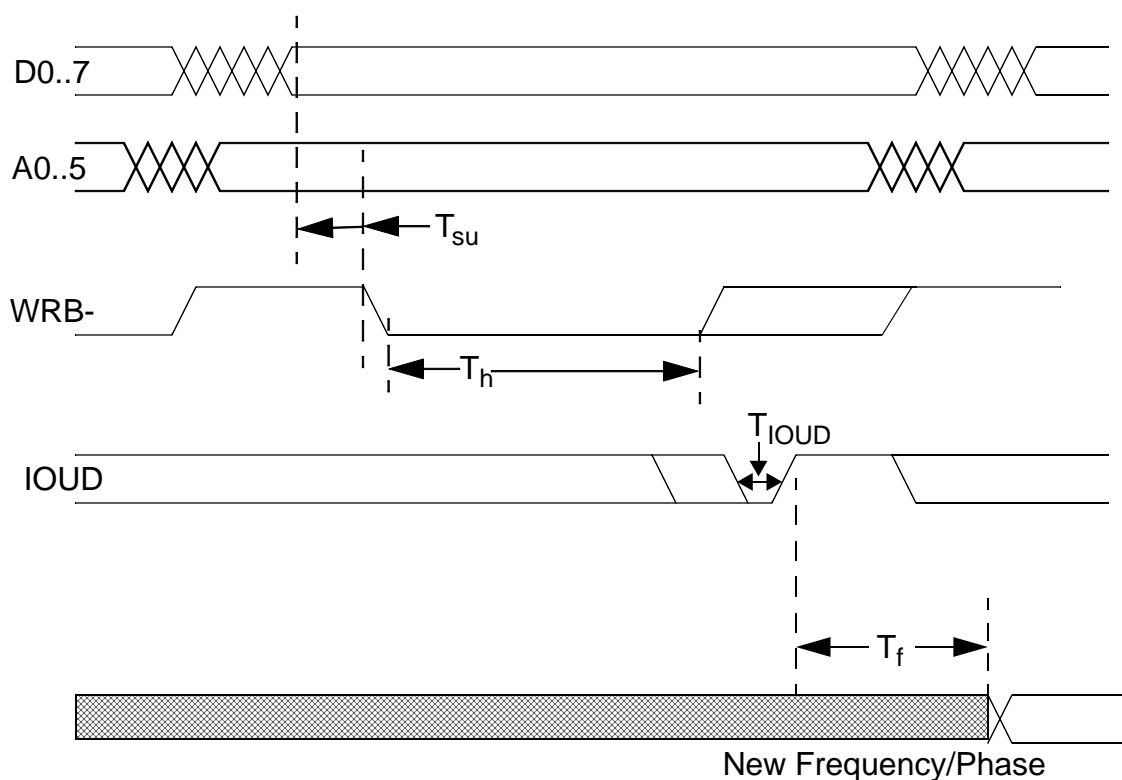 D0..7
A0..5
Tsu
WRB-
Th
TIOUD
IOUD
Tf
New Frequency/Phase